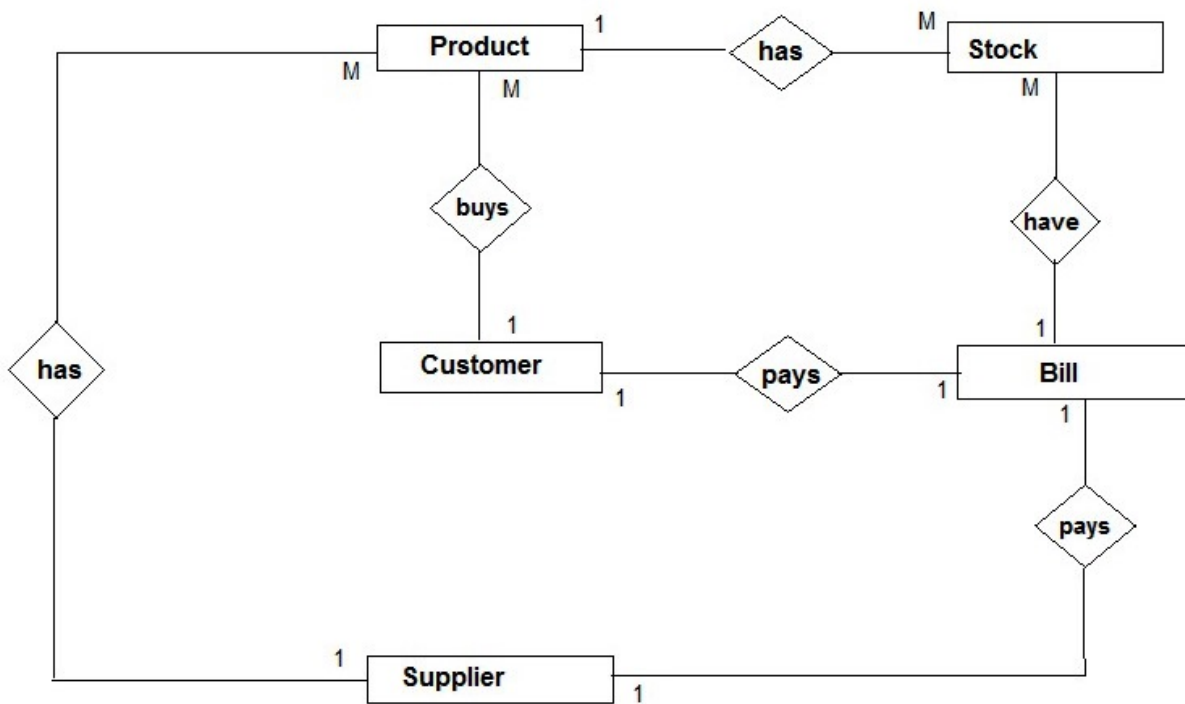 1
M
Product
has
Stock
M
M
M
buys
have
1
1
has
Customer
pays
Bill
1
1
1
pays
1
Supplier
1